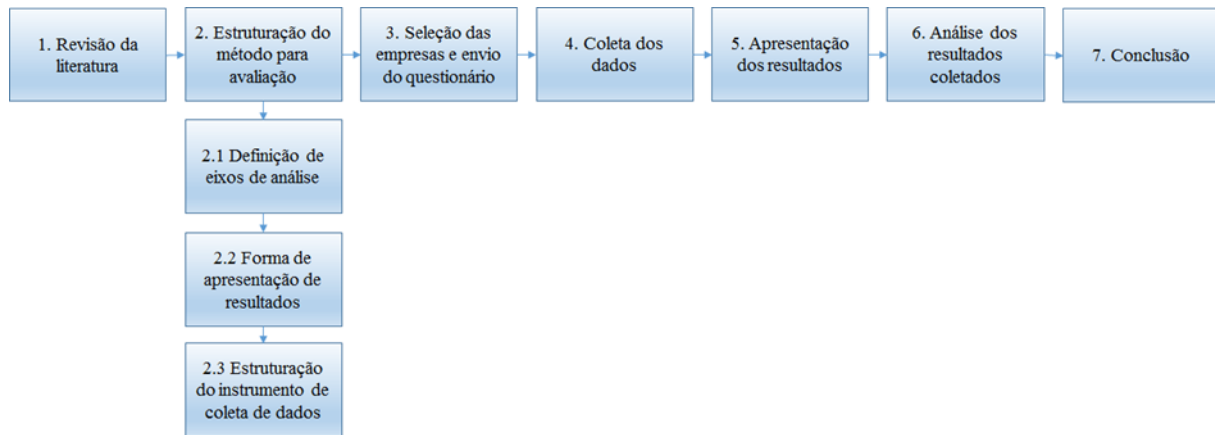 1. Revisão da
literatura
2. Estruturação do
método para
avaliação
3. Seleção das
empresas e envio
do questionário
4. Coleta dos
dados
5. Apresentação
dos resultados
6. Análise dos
resultados
coletados
7. Conclusão
2.1 Definição de
eixos de análise
2.2 Forma de
apresentação de
resultados
2.3 Estruturação
do instrumento de
coleta de dados